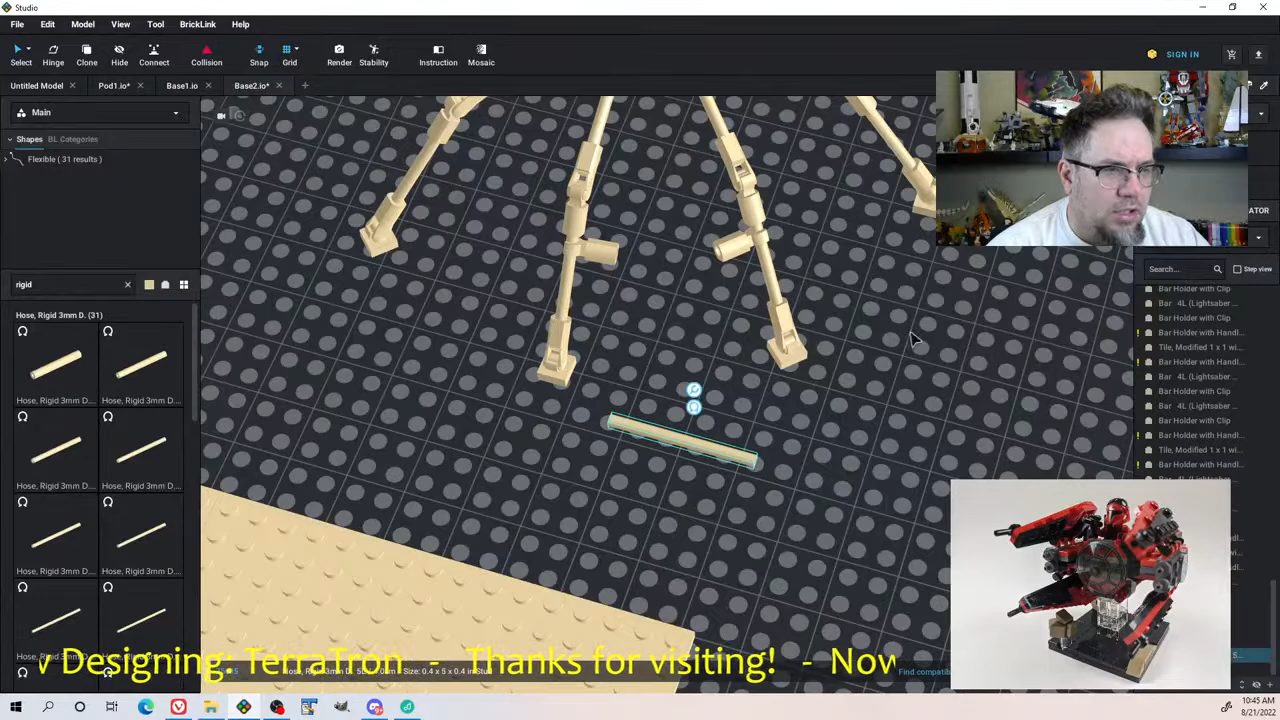 Studio
File Edit Model View Tool BrickLink Help
Select Hinge Clone Hide Connect Collision Snap Grid Render Stability Instruction Mosaic SIGN IN
Untitled Model Pod1.io* Base1.io Base2.io*
Main
Shapes BL Categories
Flexible ( 31 results )
rigid
Hose, Rigid 3mm D. (31)
Hose, Rigid 3mm D.... Hose, Rigid 3mm D....
Hose, Rigid 3mm D.... Hose, Rigid 3mm D....
Hose, Rigid 3mm D.... Hose, Rigid 3mm D....
ATOR
Search... Step view
Bar Holder with Clip
Bar 4L (Lightsaber ...
Bar Holder with Clip
Bar Holder with Handl...
Tile, Modified 1 x 1 wi...
Bar Holder with Handl...
Bar 4L (Lightsaber ...
Bar Holder with Clip
Bar 4L (Lightsaber ...
Bar Holder with Clip
Bar Holder with Handl...
Tile, Modified 1 x 1 wi...
Bar Holder with Handl...
Designing: TerraTron - Thanks for visiting! - Now
Find compatib
10:45 AM
8/21/2022